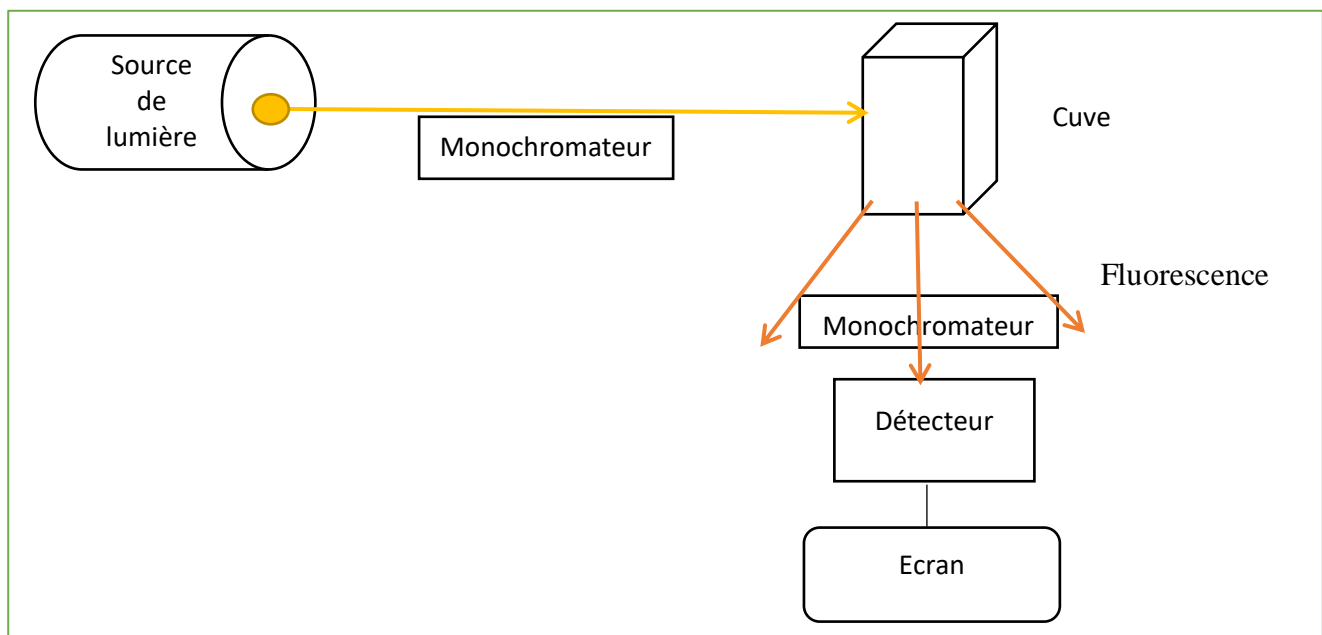 Source
de
lumière
Monochromateur
Cuve
Fluorescence
Monochromateur
Détecteur
Ecran